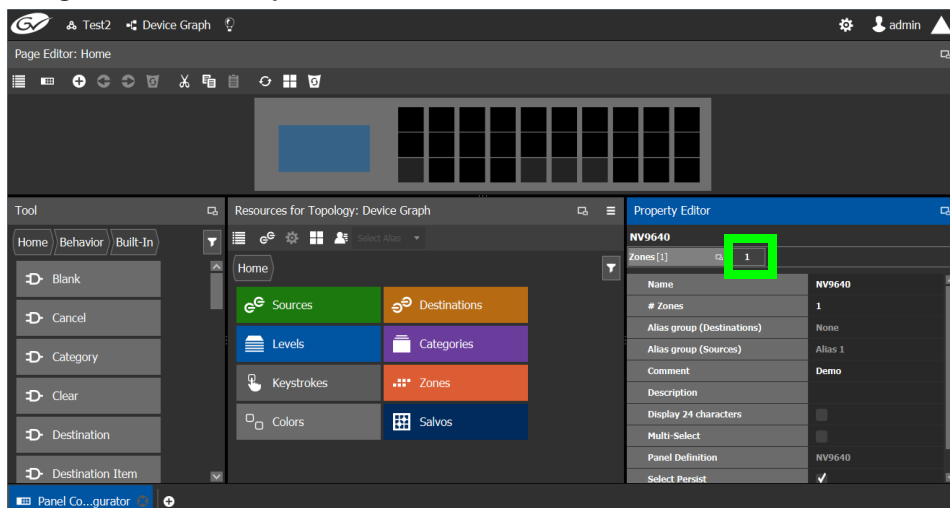 GV Test2 Device Graph admin
Page Editor: Home
Tool
Home Behavior Built-In
Blank
Cancel
Category
Clear
Destination
Destination Item
Resources for Topology: Device Graph
Select Alias
Home
Sources Destinations
Levels Categories
Keystrokes Zones
Colors Salvos
Property Editor
NV9640
Zones [1] 1
Name NV9640
# Zones 1
Alias group (Destinations) None
Alias group (Sources) Alias 1
Comment Demo
Description
Display 24 characters
Multi-Select
Panel Definition NV9640
Select Persist
Panel Co...gurator